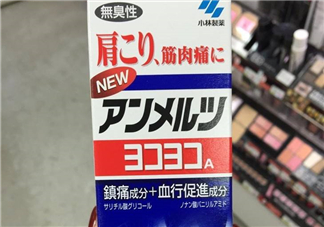 無臭性
小林製薬
肩こり、筋肉痛に
NEW
アンメルツ
ヨコヨコA
鎮痛成分+血行促進成分
サリチル酸グリコール ノナン酸バニリルアミド